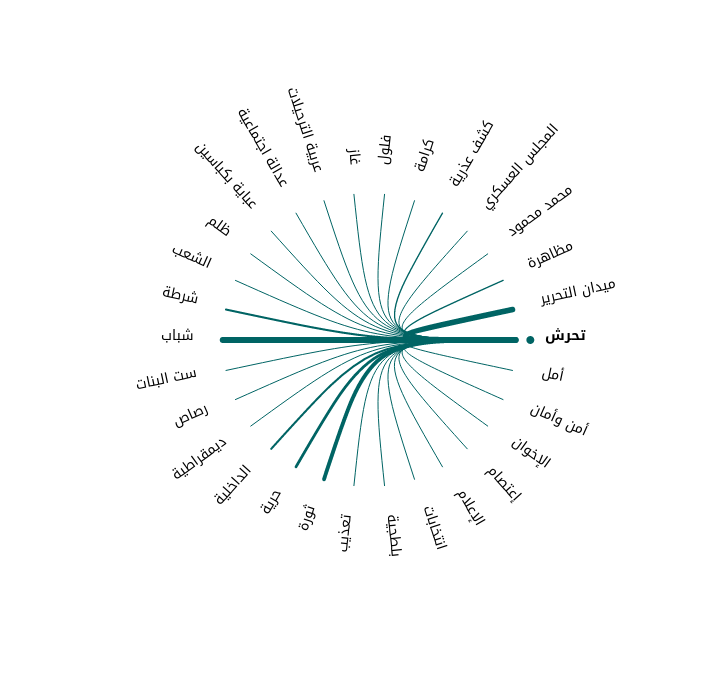 تحرش
أمل
أمن وأمان
الإخوان
إعتصام
الإعلام
انتخابات
بلطجية
تعذيب
ثورة
حرية
الداخلية
ديمقراطية
رصاص
ست البنات
شباب
شرطة
الشعب
ظلم
عباية بكباسين
عدالة اجتماعية
عربية الترحيلات
غاز
فلول
كرامة
كشف عذرية
المجلس العسكري
محمد محمود
مظاهرة
ميدان التحرير